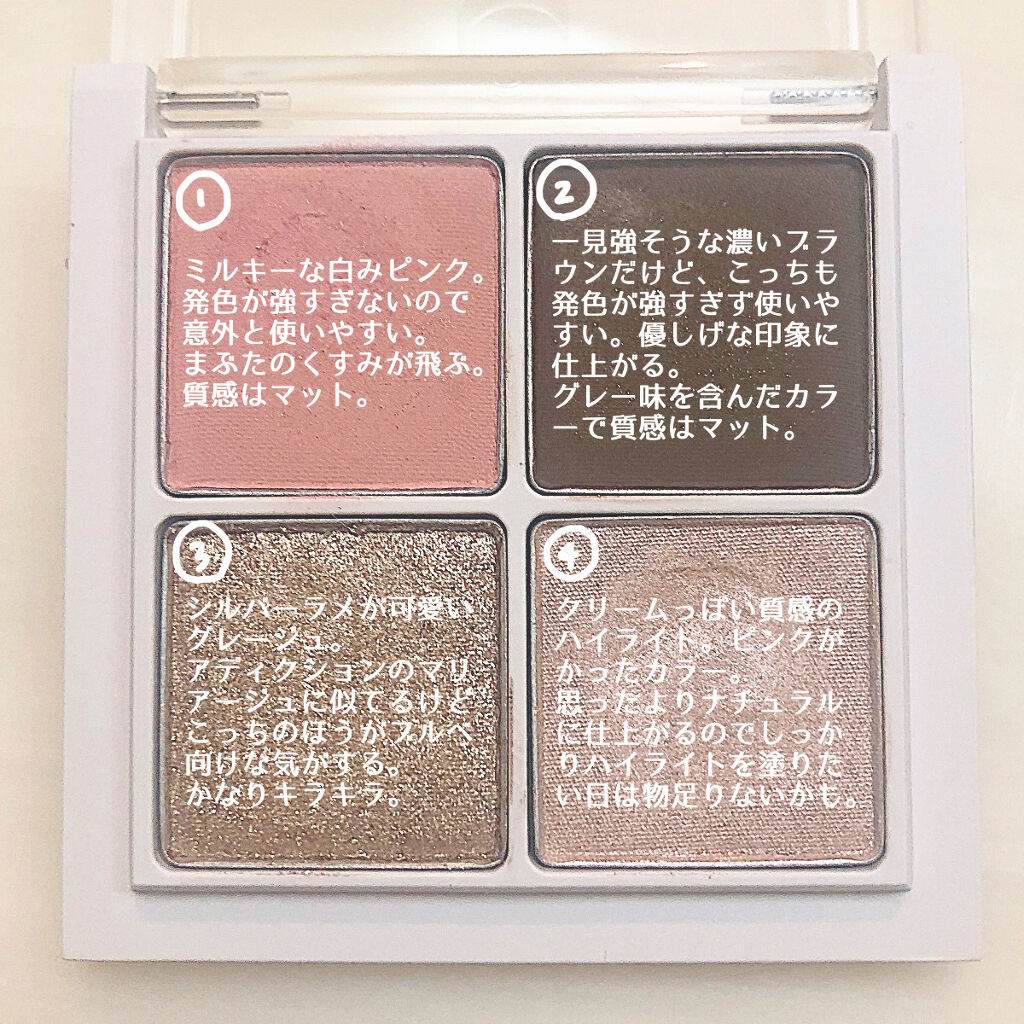 1
ミルキーな白みピンク。
発色が強すぎないので
意外と使いやすい。
まぶたのくすみが飛ぶ。
質感はマット。
2
一見強そうな濃いブラ
ウンだけど、こっちも
発色が強すぎず使いや
すい。優しげな印象に
仕上がる。
グレー味を含んだカラ
ーで質感はマット。
3
シルバーラメが可愛い
グレージュ。
アディクションのマリ
アージュに似てるけど
こっちのほうがブルベ
向けな気がする。
かなりキラキラ。
4
クリームっぽい質感の
ハイライト。ピンクが
かったカラー。
思ったよりナチュラル
に仕上がるのでしっか
りハイライトを塗りた
い日は物足りないかも。